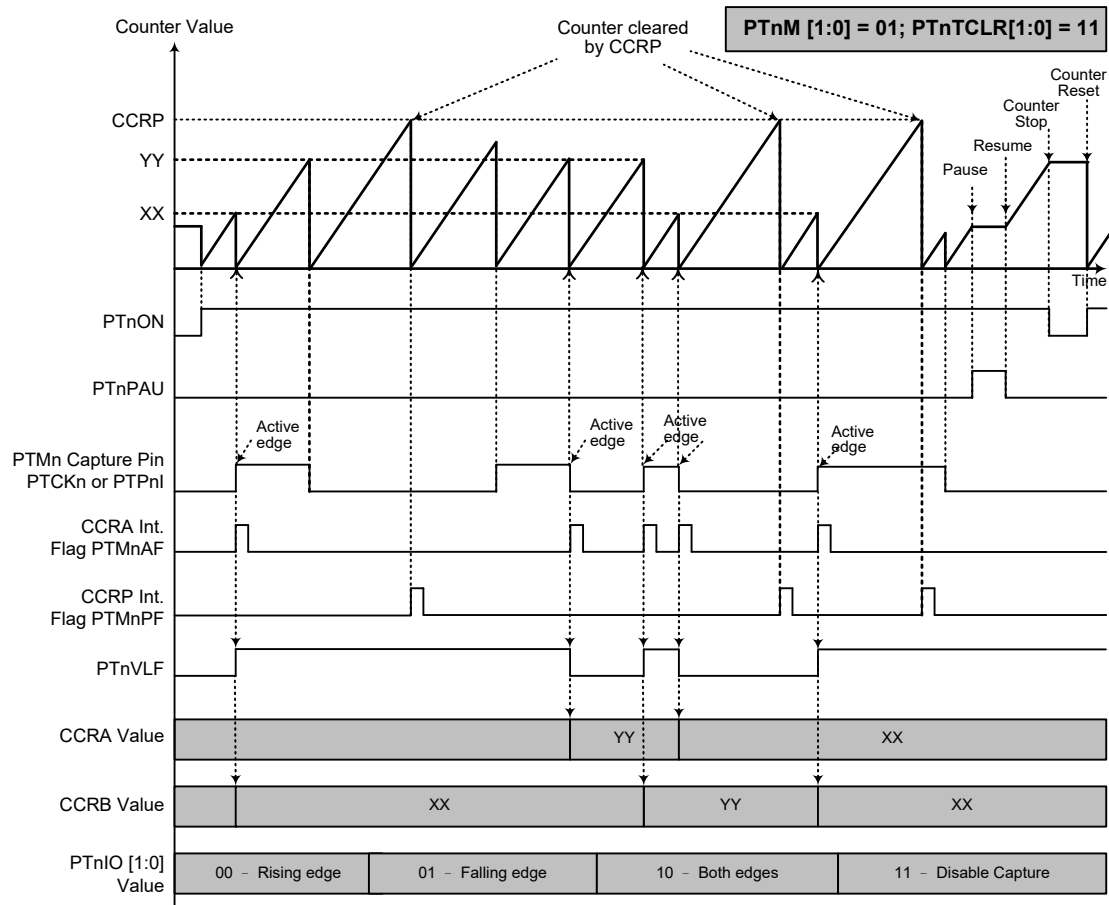 PTnM [1:0] = 01; PTnTCLR[1:0] = 11
Counter Value
Counter cleared
by CCRP
Counter
Reset
Counter
Stop
CCRP
Resume
YY
Pause
XX
Time
PTnON
PTnPAU
Active
edge
Active
edge
Active
edge
Active
edge
PTMn Capture Pin
PTCKn or PTPnI
CCRA Int.
Flag PTMnAF
CCRP Int.
Flag PTMnPF
PTnVLF
CCRA Value
YY
XX
CCRB Value
XX
YY
XX
PTnIO [1:0]
Value
00 – Rising edge
01 – Falling edge
10 – Both edges
11 – Disable Capture